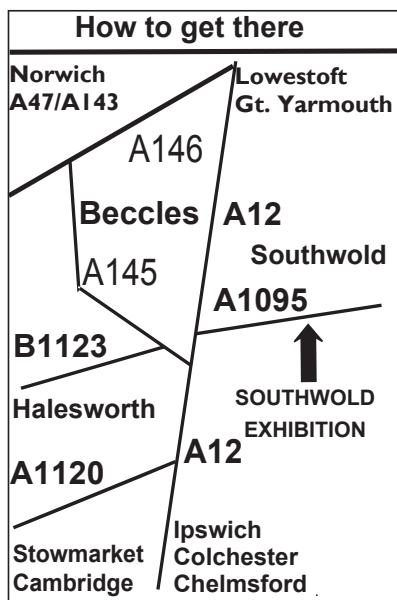 How to get there
Norwich
A47/A143
Lowestoft
Gt. Yarmouth
A146
Beccles
A12
Southwold
A145
A1095
B1123
Halesworth
SOUTHWOLD
EXHIBITION
A12
A1120
Stowmarket
Cambridge
Ipswich
Colchester
Chelmsford